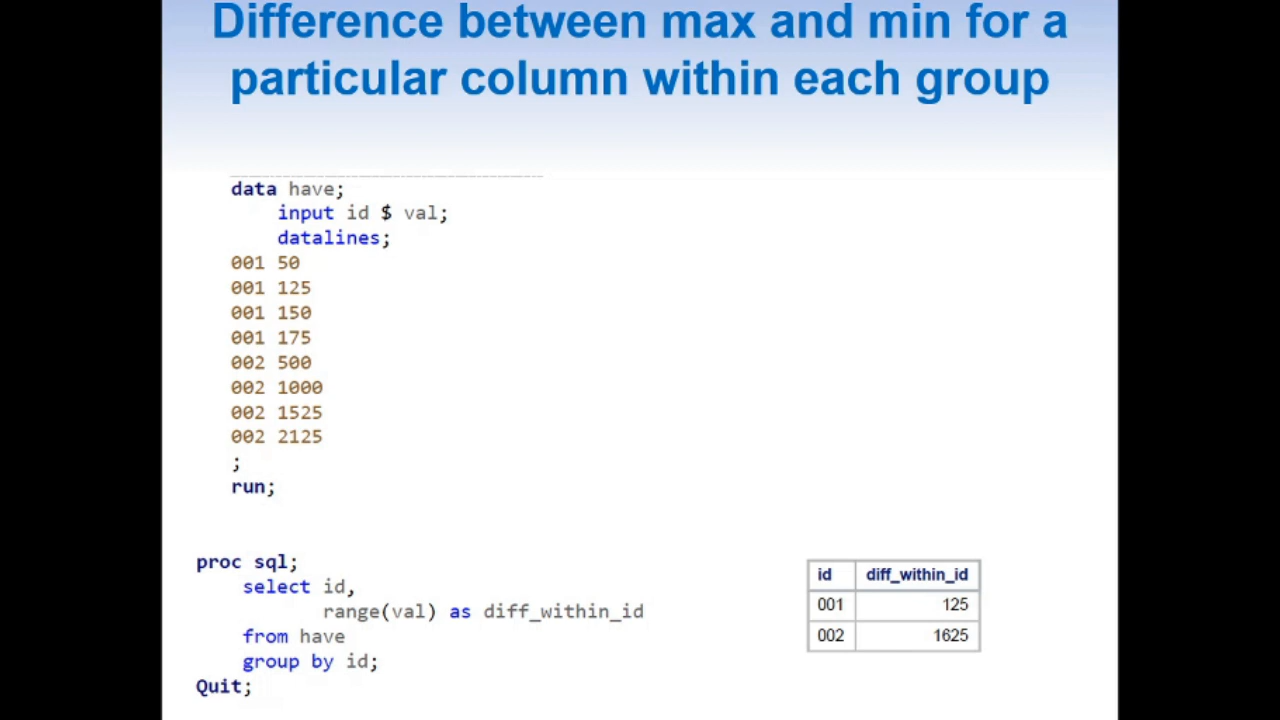 Difference between max and min for a
particular column within each group
data have;
input id $ val;
datalines;
001 50
001 125
001 150
001 175
002 500
002 1000
002 1525
002 2125
;
run;
proc sql;
select id,
range(val) as diff_within_id
from have
group by id;
Quit;
id diff_within_id
001 125
002 1625